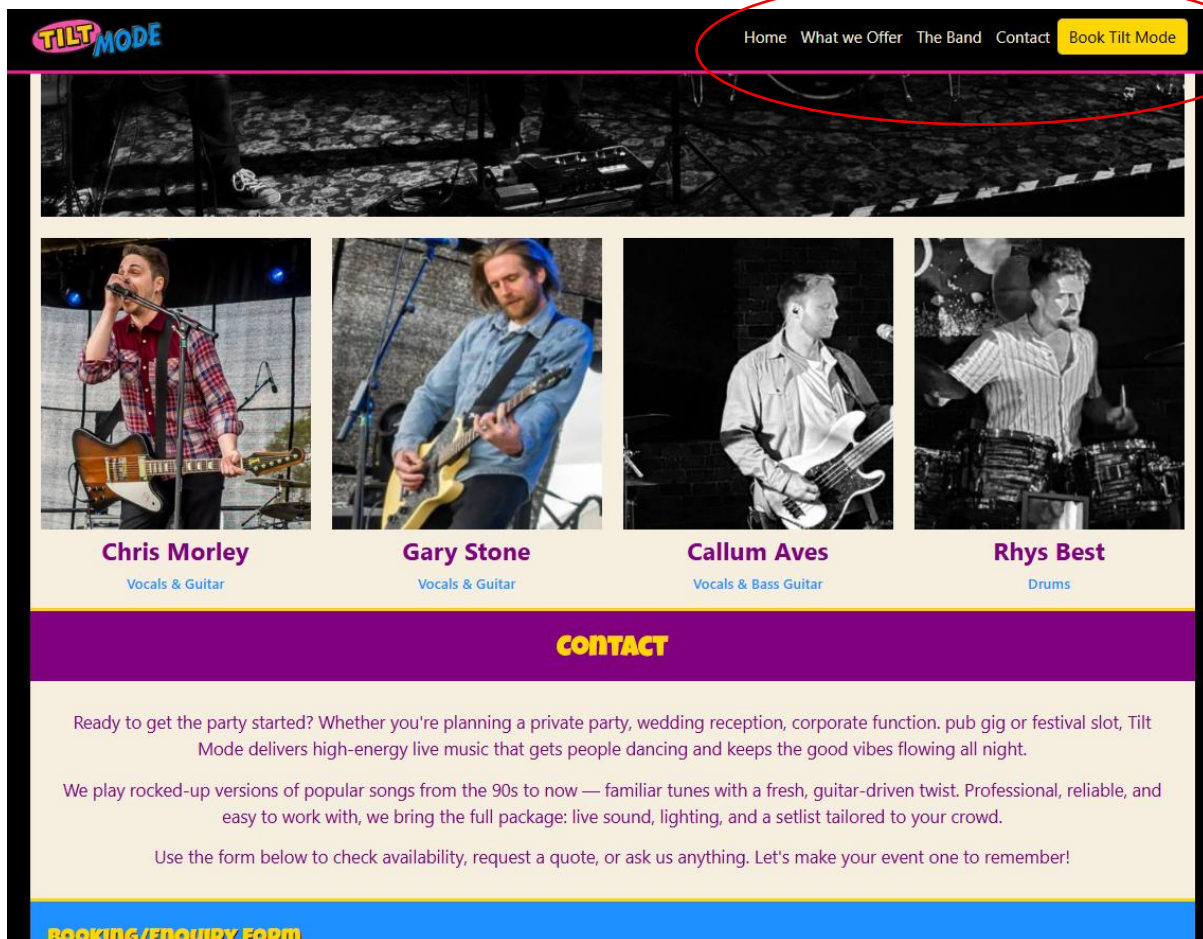 TILT MODE
Home What we Offer The Band Contact Book Tilt Mode
Chris Morley
Vocals & Guitar
Gary Stone
Vocals & Guitar
Callum Aves
Vocals & Bass Guitar
Rhys Best
Drums
CONTACT
Ready to get the party started? Whether you're planning a private party, wedding reception, corporate function. pub gig or festival slot, Tilt
Mode delivers high-energy live music that gets people dancing and keeps the good vibes flowing all night.
We play rocked-up versions of popular songs from the 90s to now — familiar tunes with a fresh, guitar-driven twist. Professional, reliable, and
easy to work with, we bring the full package: live sound, lighting, and a setlist tailored to your crowd.
Use the form below to check availability, request a quote, or ask us anything. Let's make your event one to remember!
BOOKING/ENQUIRY FORM